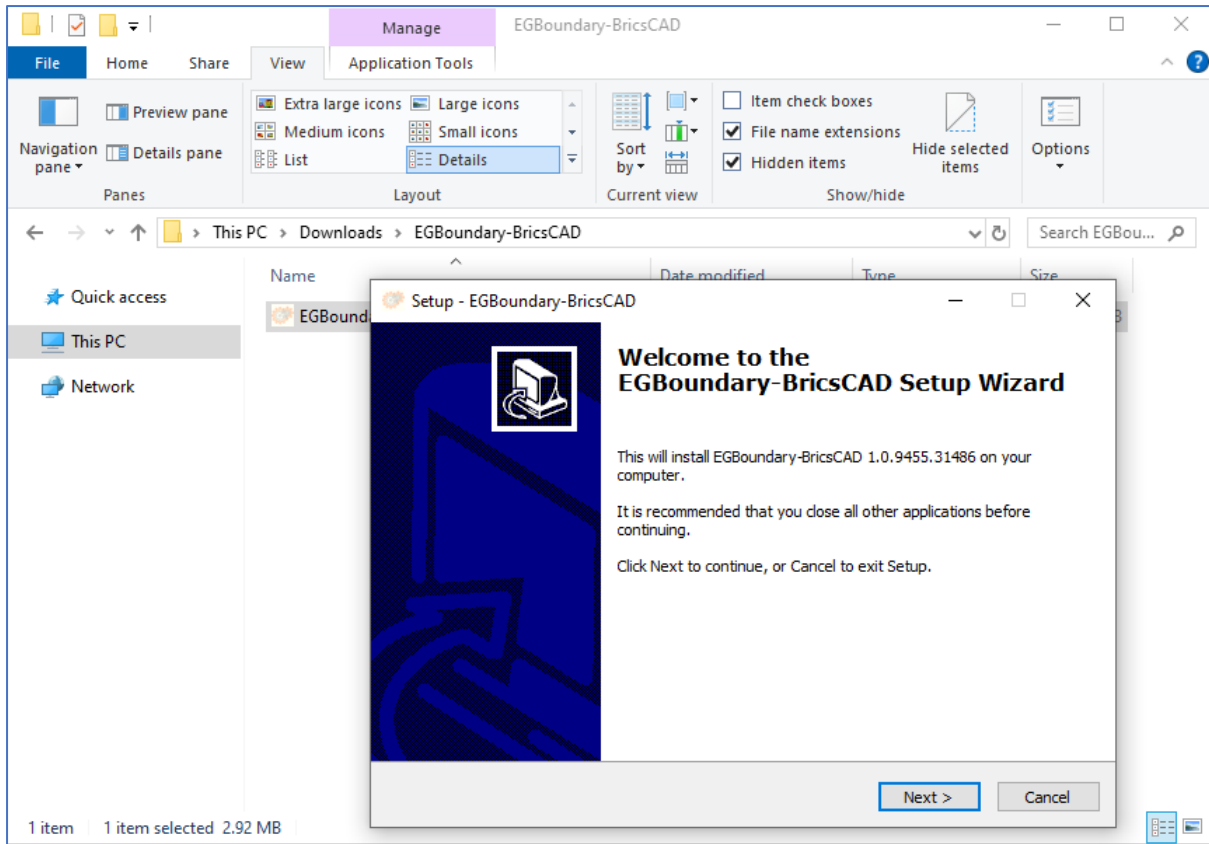 Manage
EGBoundary-BricsCAD
File Home Share View Application Tools
Preview pane
Details pane
Navigation
pane
Panes
Extra large icons Large icons
Medium icons Small icons
List Details
Layout
Sort
by
Current view
Item check boxes
File name extensions
Hidden items
Hide selected
items
Show/hide
Options
This PC > Downloads > EGBoundary-BricsCAD
Search EGBou...
Name Date modified Type Size
Quick access
This PC
Network
Setup - EGBoundary-BricsCAD
Welcome to the
EGBoundary-BricsCAD Setup Wizard
This will install EGBoundary-BricsCAD 1.0.9455.31486 on your
computer.
It is recommended that you close all other applications before
continuing.
Click Next to continue, or Cancel to exit Setup.
Next > Cancel
1 item 1 item selected 2.92 MB